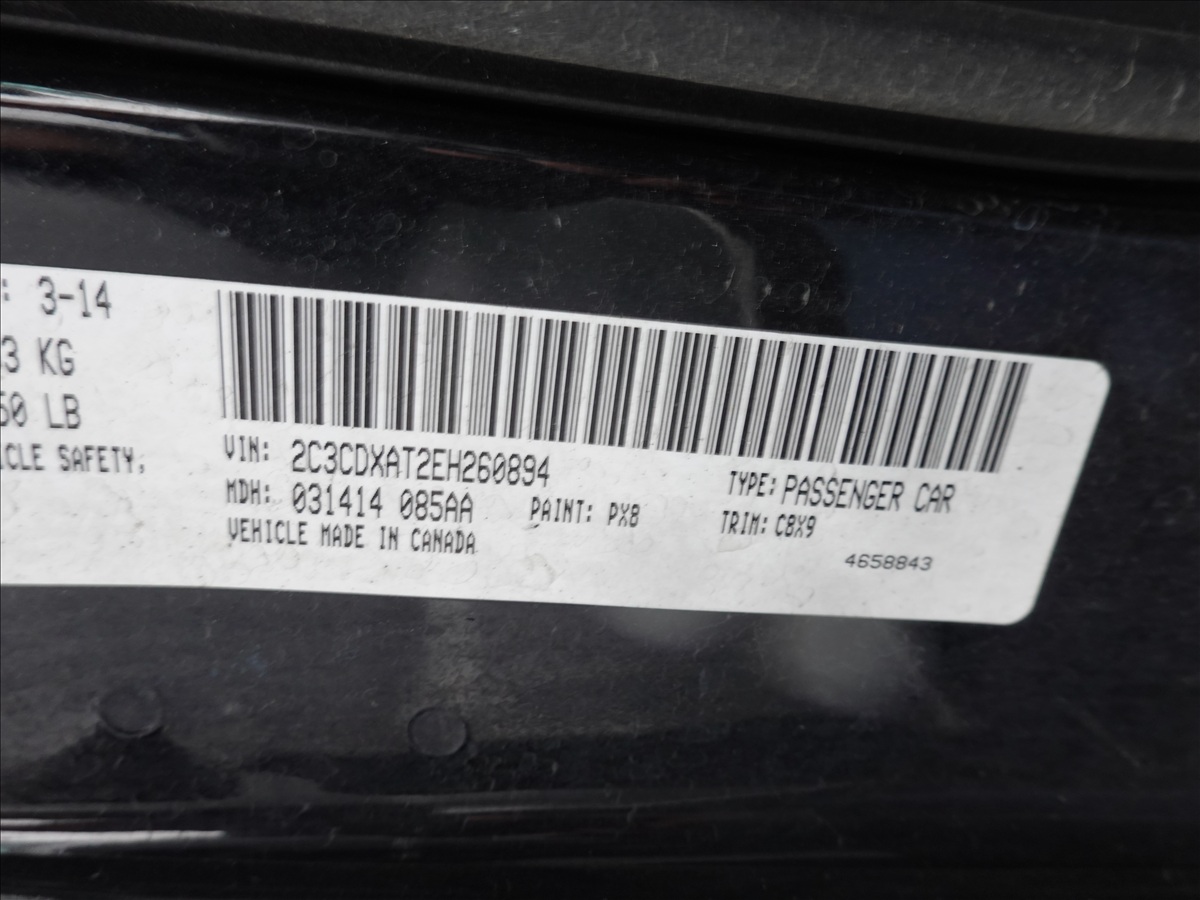 : 3-14
3 KG
50 LB
ICLE SAFETY,
VIN: 2C3CDXAT2EH260894
TYPE: PASSENGER CAR
MDH: 031414 085AA
PAINT: PX8
TRIM: C8X9
VEHICLE MADE IN CANADA
4658843